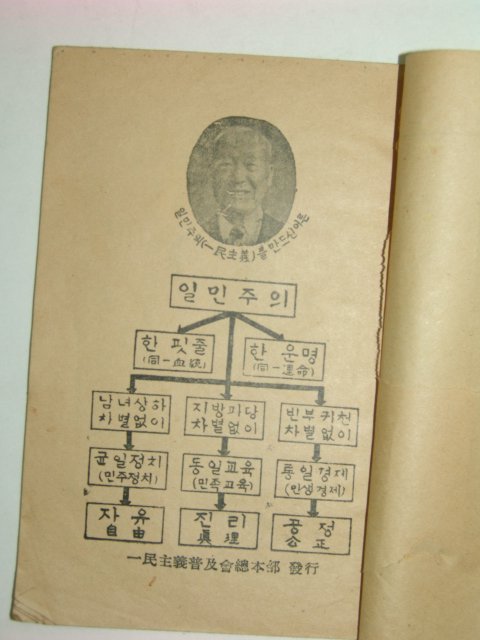 일민주의(一民主義)를 만드신 어른
일민주의
한 핏줄
(同一血統)
한 운명
(同一運命)
남녀상하
차별없이
지방파당
차별없이
빈부귀천
차별없이
균일정치
(민주정치)
동일교육
(민족교육)
통일경제
(민생경제)
자유
自由
진리
眞理
공정
公正
一民主義普及會總本部 發行